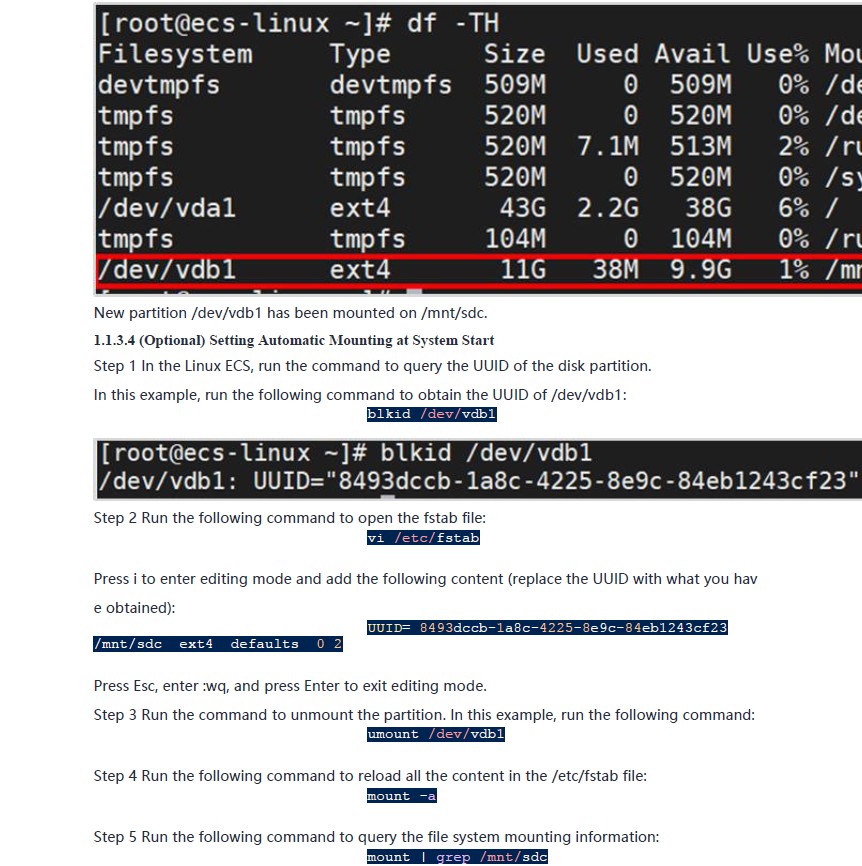 [root@ecs-linux ~]# df -TH
Filesystem Type Size Used Avail Use% Mou
devtmpfs devtmpfs 509M 0 509M 0% /de
tmpfs tmpfs 520M 0 520M 0% /de
tmpfs tmpfs 520M 7.1M 513M 2% /ru
tmpfs tmpfs 520M 0 520M 0% /sy
/dev/vda1 ext4 43G 2.2G 38G 6% /
tmpfs tmpfs 104M 0 104M 0% /ru
/dev/vdb1 ext4 11G 38M 9.9G 1% /mn
New partition /dev/vdb1 has been mounted on /mnt/sdc.
1.1.3.4 (Optional) Setting Automatic Mounting at System Start
Step 1 In the Linux ECS, run the command to query the UUID of the disk partition.
In this example, run the following command to obtain the UUID of /dev/vdb1:
blkid /dev/vdb1
[root@ecs-linux ~]# blkid /dev/vdb1
/dev/vdb1: UUID="8493dccb-1a8c-4225-8e9c-84eb1243cf23"
Step 2 Run the following command to open the fstab file:
vi /etc/fstab
Press i to enter editing mode and add the following content (replace the UUID with what you hav
e obtained):
UUID= 8493dccb-1a8c-4225-8e9c-84eb1243cf23
/mnt/sdc ext4 defaults 0 2
Press Esc, enter :wq, and press Enter to exit editing mode.
Step 3 Run the command to unmount the partition. In this example, run the following command:
umount /dev/vdb1
Step 4 Run the following command to reload all the content in the /etc/fstab file:
mount -a
Step 5 Run the following command to query the file system mounting information:
mount | grep /mnt/sdc